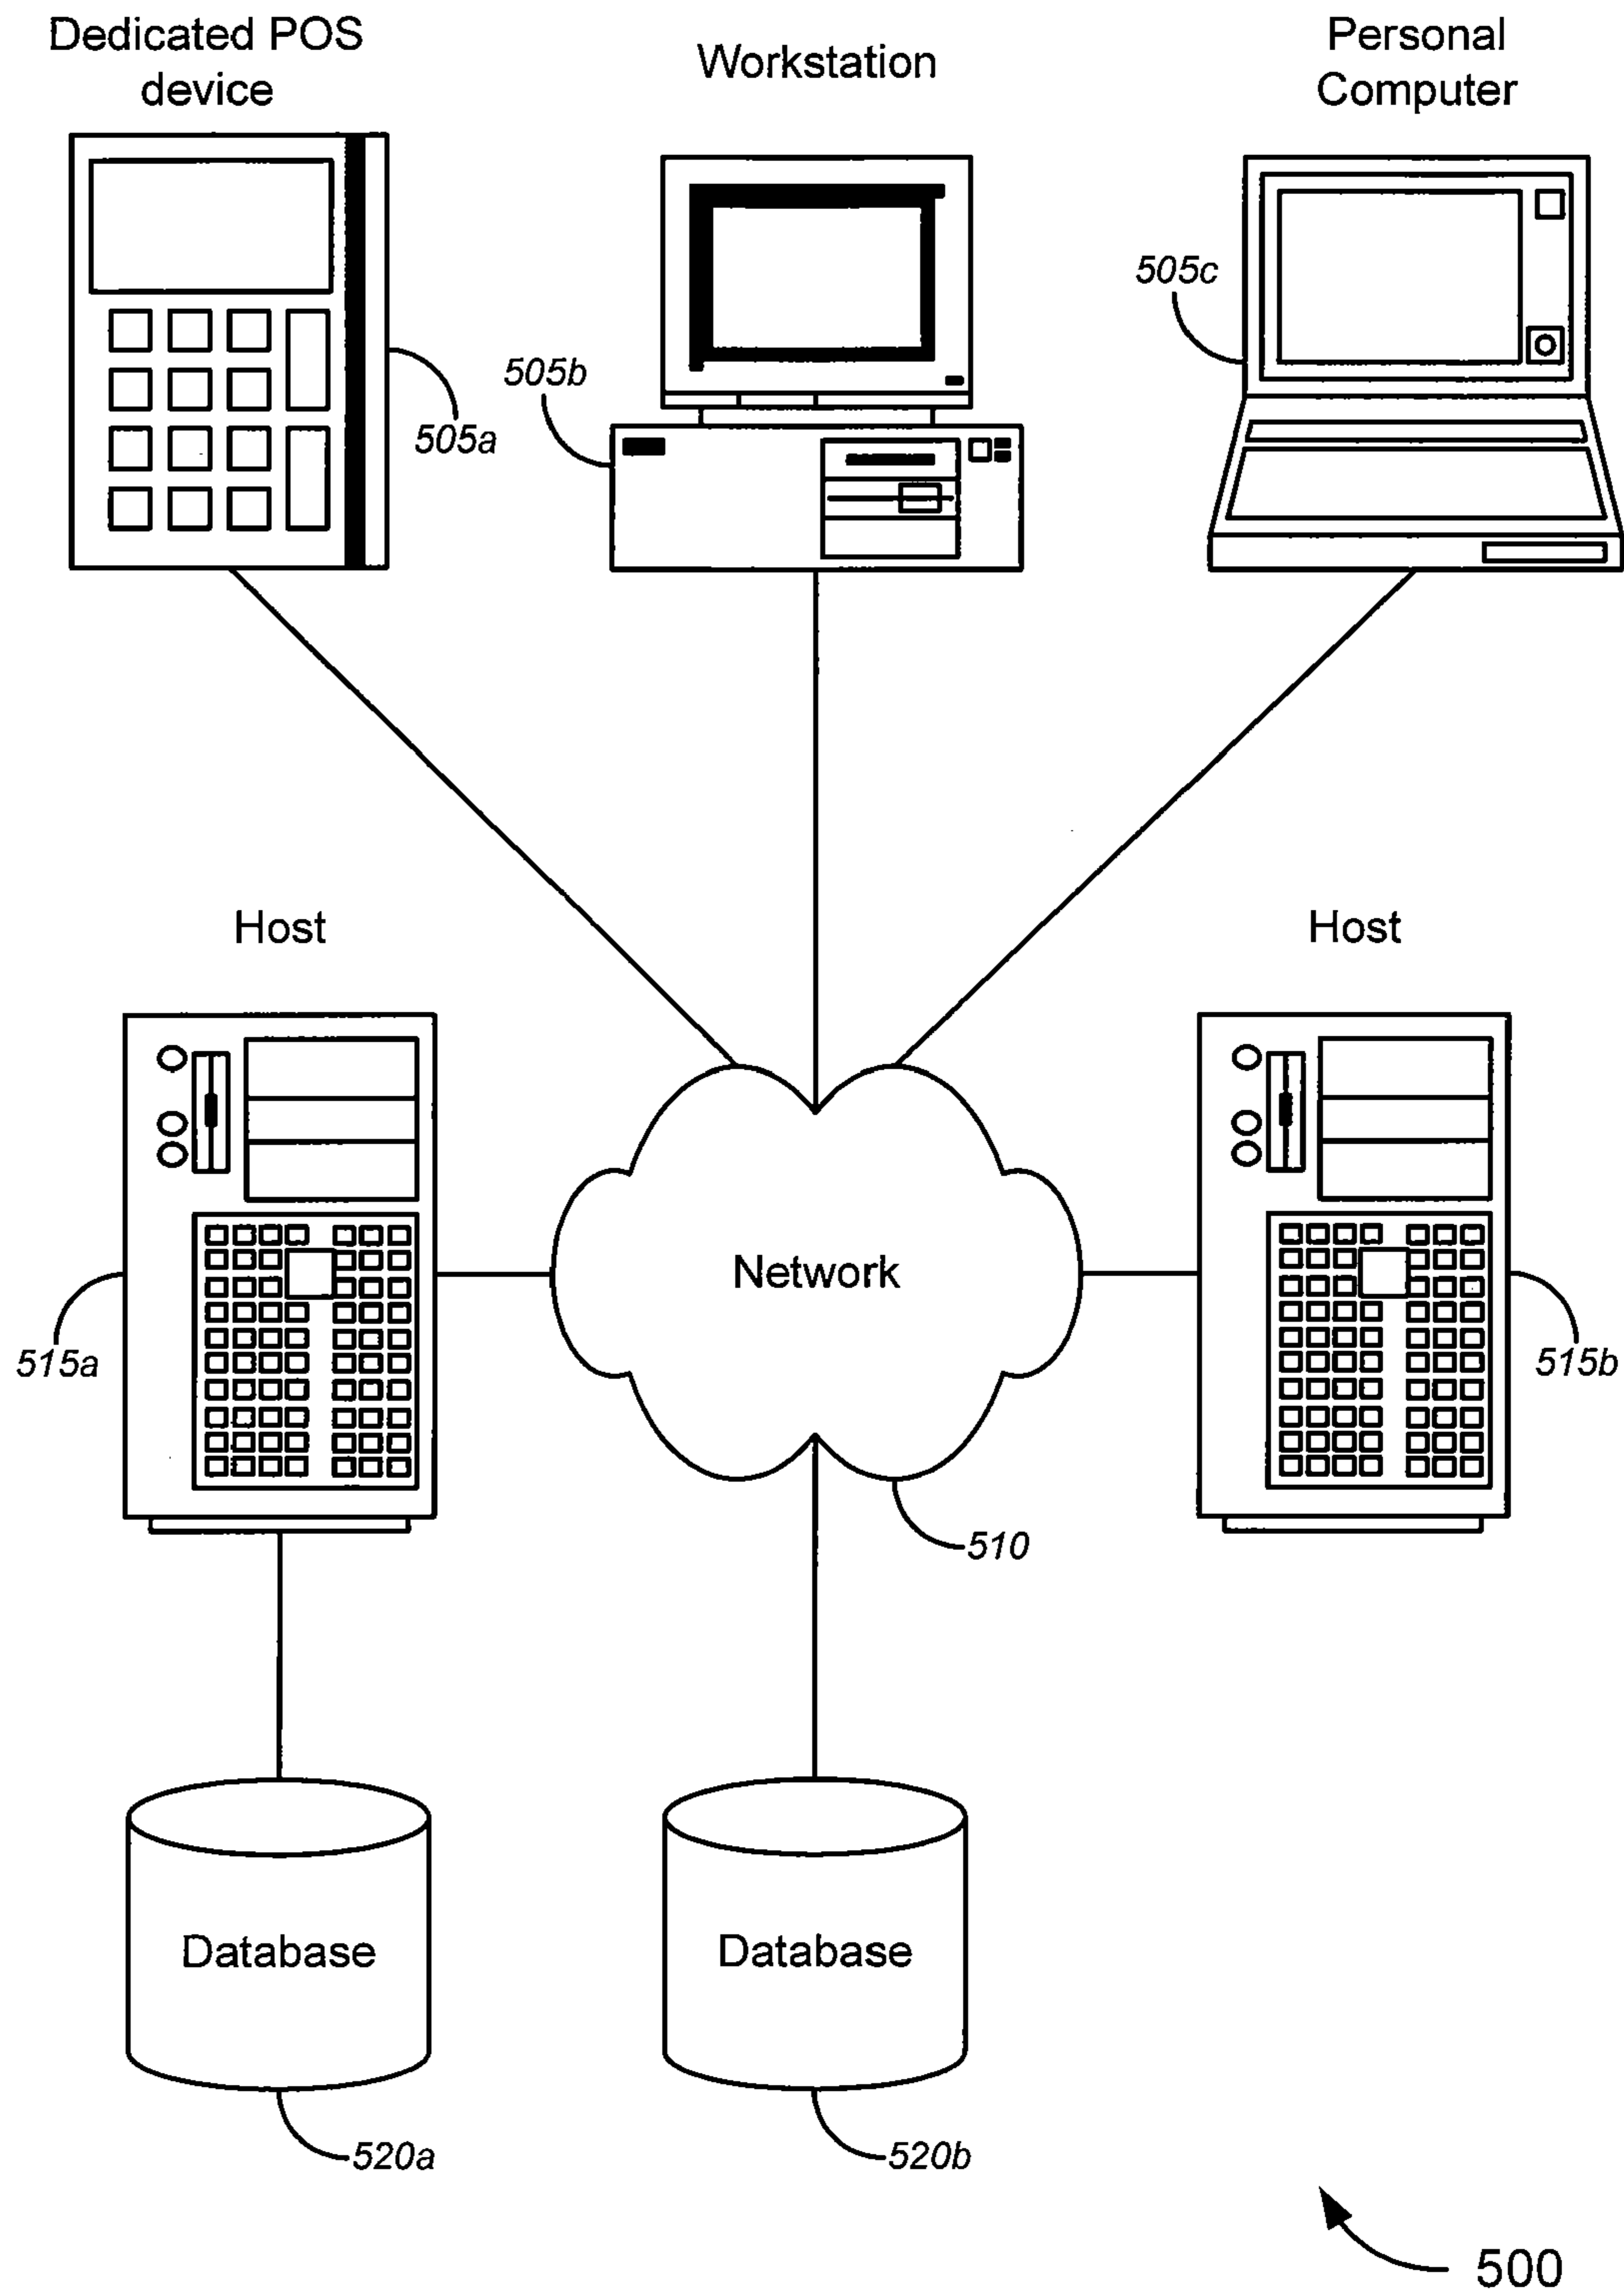 Dedicated POS
device
Workstation
Personal
Computer
505c
505b
505a
Host
Host
Network
515a
515b
510
Database
Database
520a
520b
500